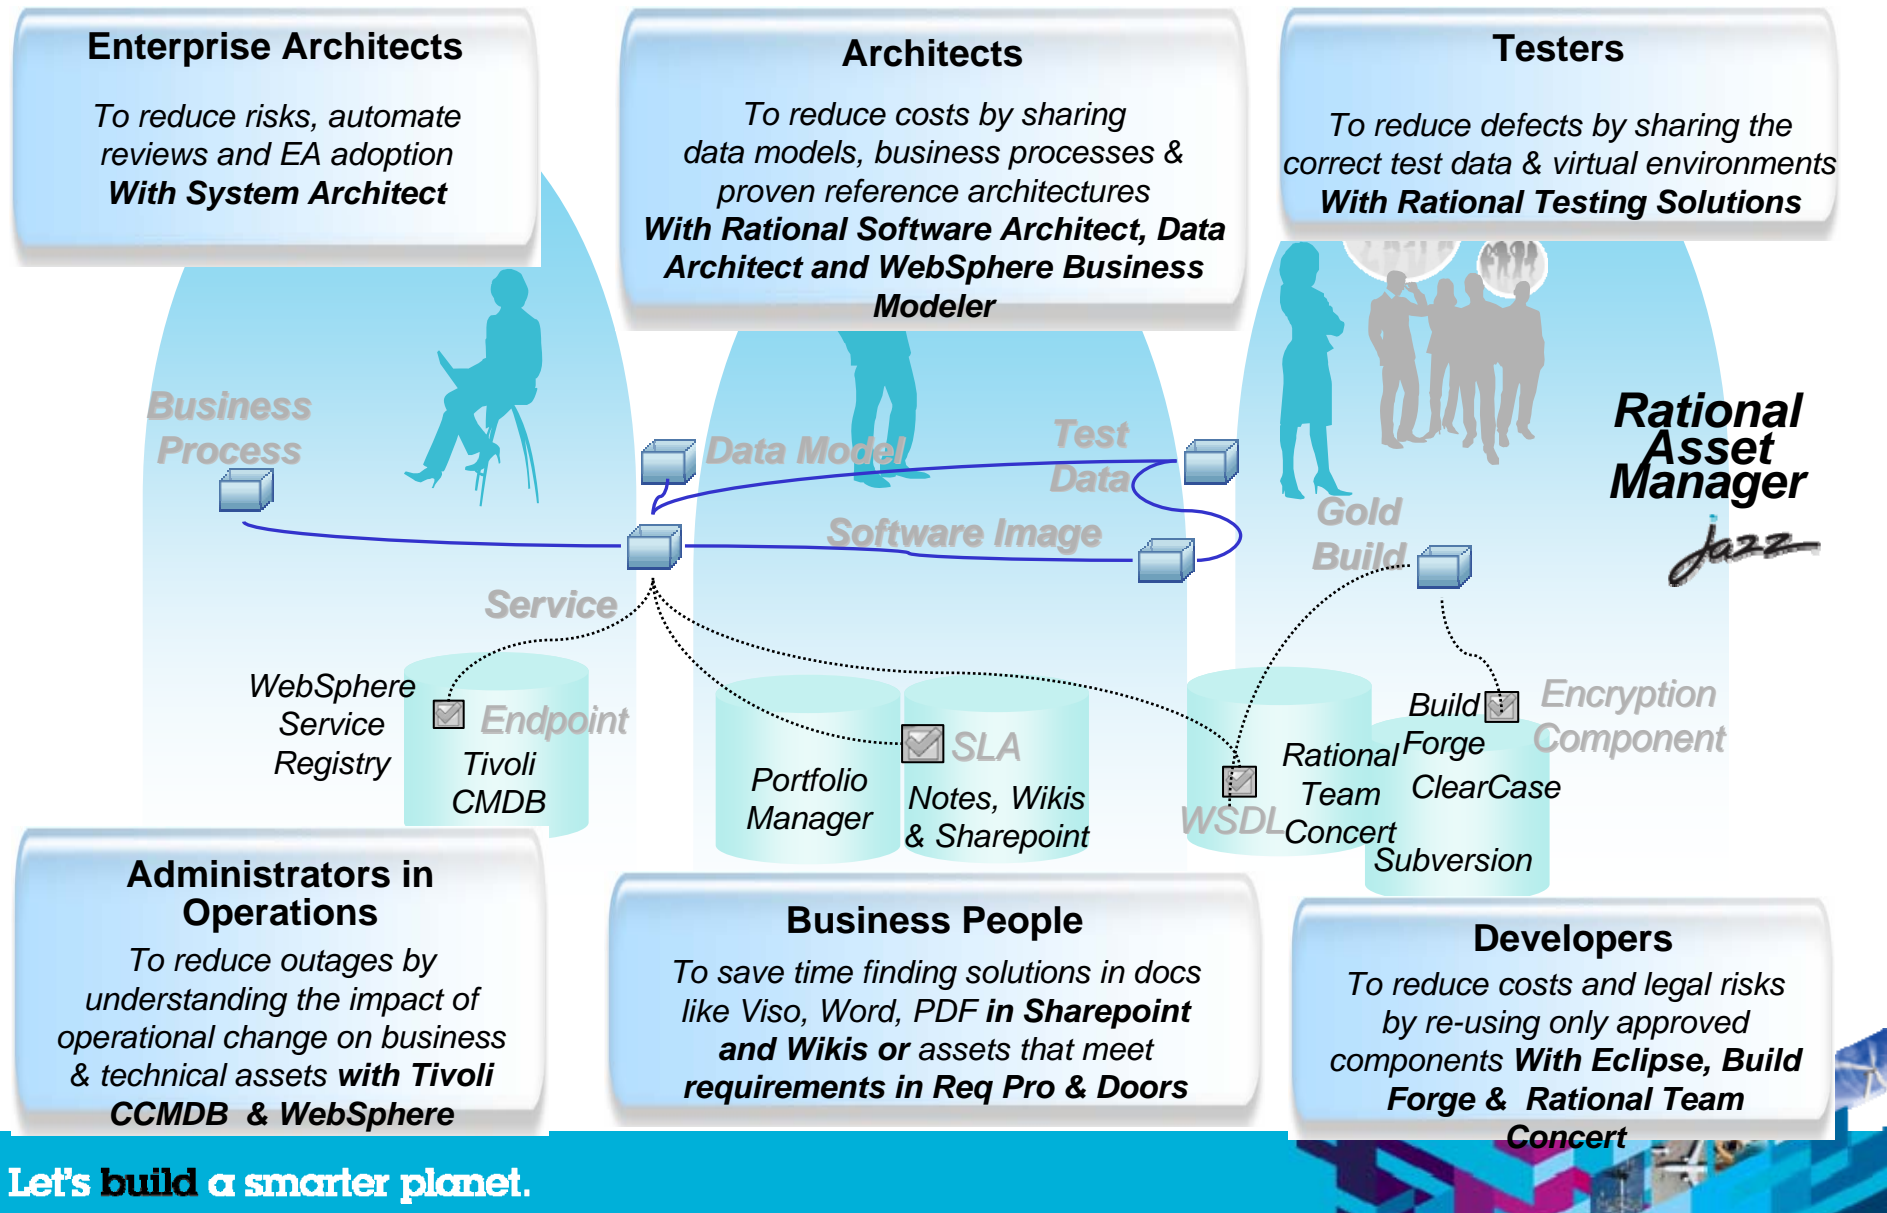 Enterprise Architects
To reduce risks, automate
reviews and EA adoption
With System Architect
Architects
To reduce costs by sharing
data models, business processes &
proven reference architectures
With Rational Software Architect, Data
Architect and WebSphere Business
Modeler
Testers
To reduce defects by sharing the
correct test data & virtual environments
With Rational Testing Solutions
Business
Process
Data Model
Test
Data
Software Image
Service
Gold
Build
Rational
Asset
Manager
jazz
WebSphere
Service
Registry
Endpoint
Tivoli
CMDB
Portfolio
Manager
SLA
Notes, Wikis
& Sharepoint
WSDL
Rational
Team
Concert
Build
Forge
ClearCase
Subversion
Encryption
Component
Administrators in
Operations
To reduce outages by
understanding the impact of
operational change on business
& technical assets with Tivoli
CCMDB & WebSphere
Business People
To save time finding solutions in docs
like Viso, Word, PDF in Sharepoint
and Wikis or assets that meet
requirements in Req Pro & Doors
Developers
To reduce costs and legal risks
by re-using only approved
components With Eclipse, Build
Forge & Rational Team
Concert
Let's build a smarter planet.